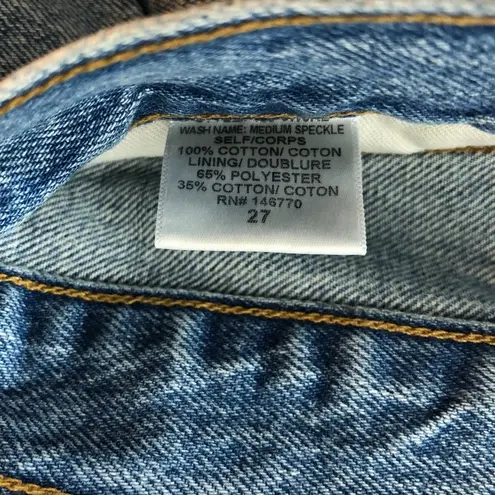 WASH NAME: MEDIUM SPECKLE
SELF/CORPS
100% COTTON/ COTON
LINING/ DOUBLURE
65% POLYESTER
35% COTTON/ COTON
RN# 146770
27